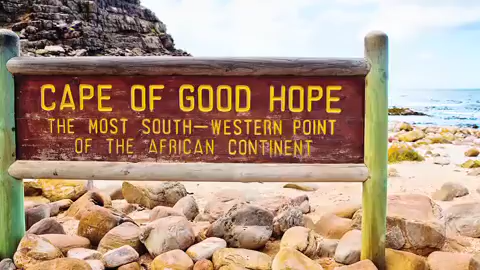 CAPE OF GOOD HOPE
THE MOST SOUTH-WESTERN POINT
OF THE AFRICAN CONTINENT